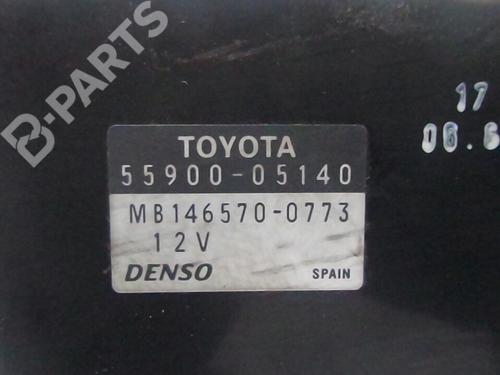 B-PARTS
17
06.6
TOYOTA
55900-05140
MB146570-0773
12V
DENSO
SPAIN